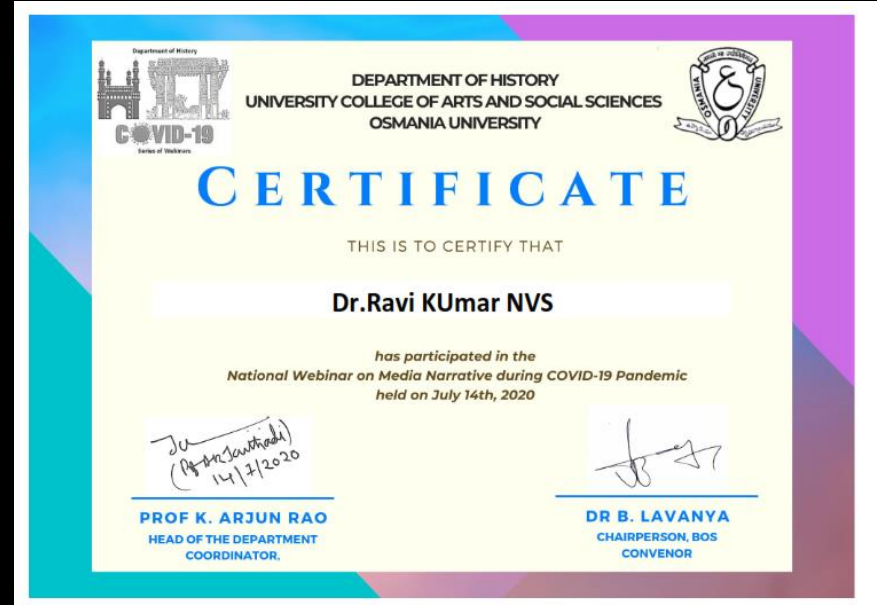 Department of History
COVID-19
Series of Webinars
DEPARTMENT OF HISTORY
UNIVERSITY COLLEGE OF ARTS AND SOCIAL SCIENCES
OSMANIA UNIVERSITY
OSMANIA UNIVERSITY
CERTIFICATE
THIS IS TO CERTIFY THAT
Dr.Ravi KUmar NVS
has participated in the
National Webinar on Media Narrative during COVID-19 Pandemic
held on July 14th, 2020
14/7/2020
PROF K. ARJUN RAO
HEAD OF THE DEPARTMENT
COORDINATOR.
DR B. LAVANYA
CHAIRPERSON, BOS
CONVENOR